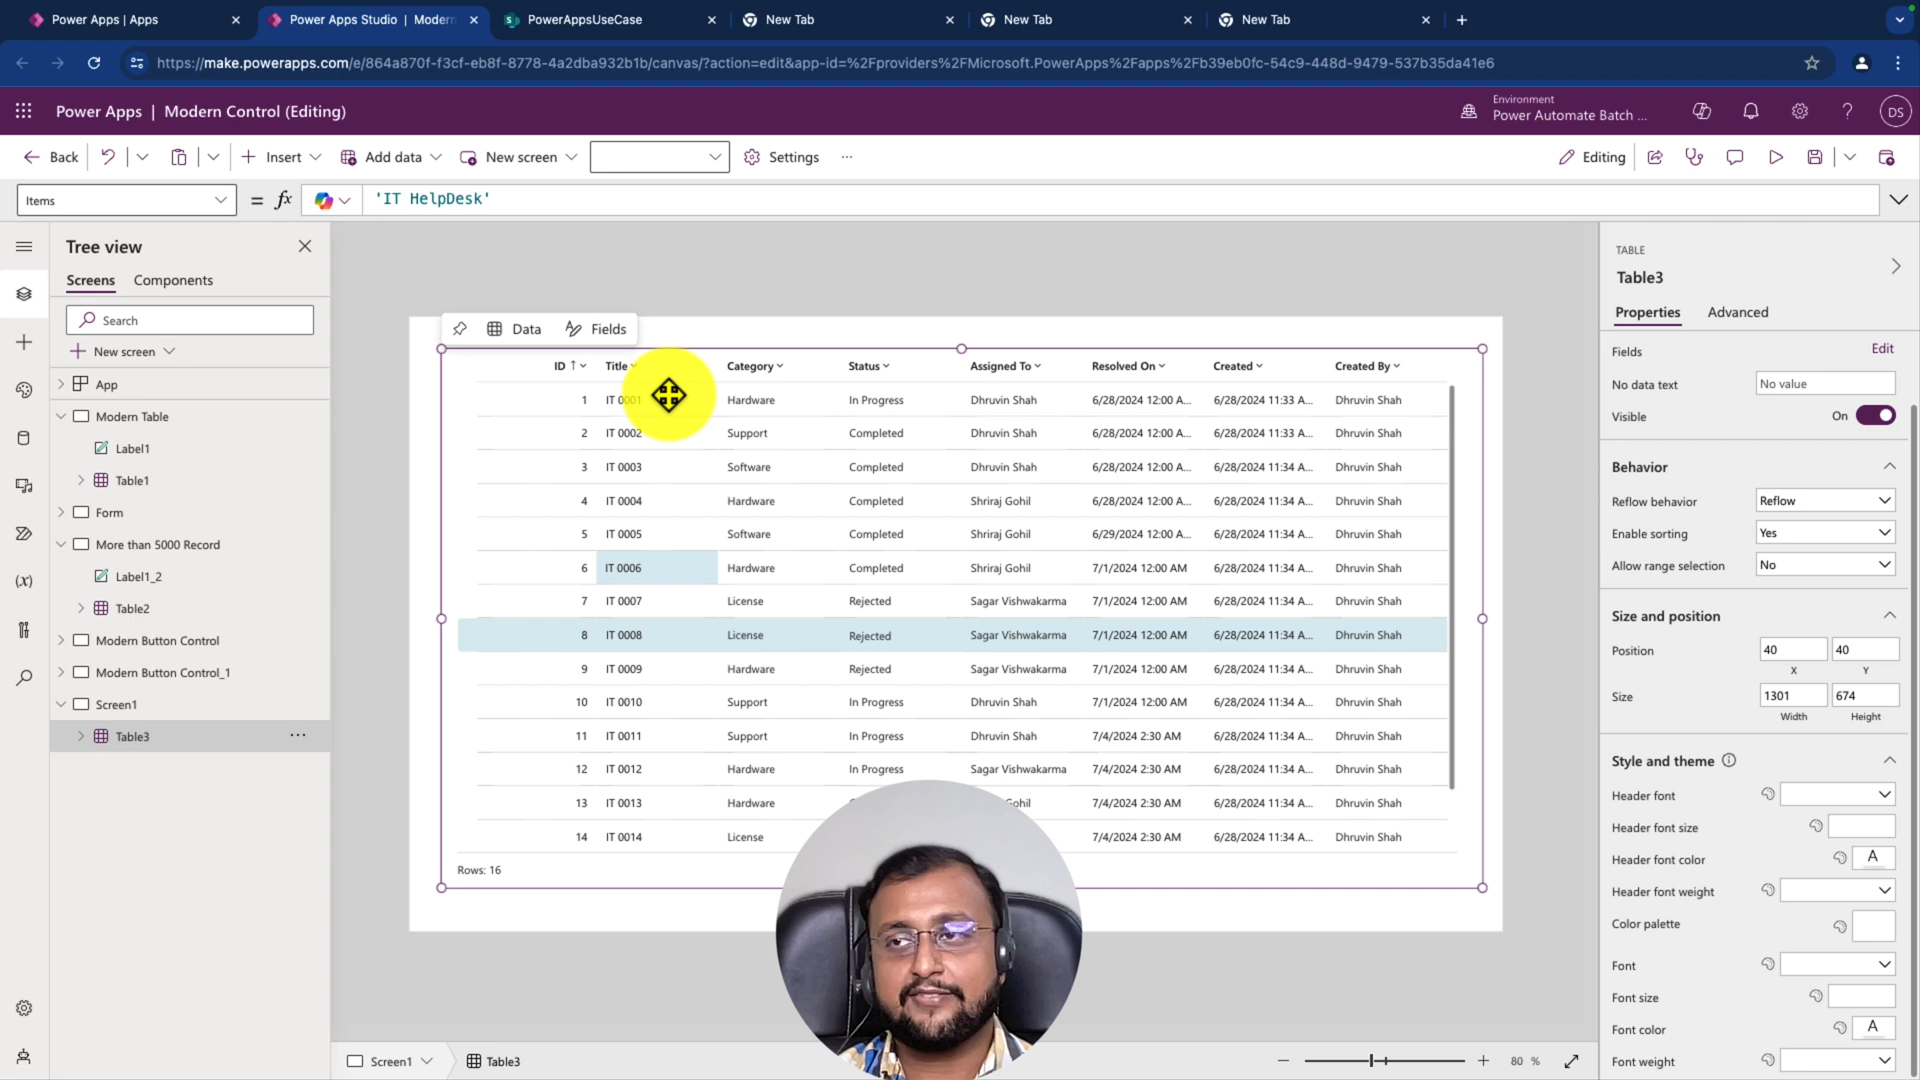 Power Apps | Apps
Power Apps Studio | Modern
PowerAppsUseCase
New Tab
New Tab
New Tab
https://make.powerapps.com/e/864a870f-f3cf-eb8f-8778-4a2dba932b1b/canvas/?action=edit&app-id=%2Fproviders%2FMicrosoft.PowerApps%2Fapps%2Fb39eb0fc-54c9-448d-9479-537b35da41e6
Power Apps | Modern Control (Editing)
Environment
Power Automate Batch ...
DS
Back Insert Add data New screen Settings ... Editing
Items = fx 'IT HelpDesk'
Tree view
Screens Components
Search
New screen
App
Modern Table
Label1
Table1
Form
More than 5000 Record
Label1_2
Table2
Modern Button Control
Modern Button Control_1
Screen1
Table3 ...
Data Fields
ID Title Category Status Assigned To Resolved On Created Created By
1 IT 0001 Hardware In Progress Dhruvin Shah 6/28/2024 12:00 A... 6/28/2024 11:33 A... Dhruvin Shah
2 IT 0002 Support Completed Dhruvin Shah 6/28/2024 12:00 A... 6/28/2024 11:33 A... Dhruvin Shah
3 IT 0003 Software Completed Dhruvin Shah 6/28/2024 12:00 A... 6/28/2024 11:34 A... Dhruvin Shah
4 IT 0004 Hardware Completed Shriraj Gohil 6/28/2024 12:00 A... 6/28/2024 11:34 A... Dhruvin Shah
5 IT 0005 Software Completed Shriraj Gohil 6/29/2024 12:00 A... 6/28/2024 11:34 A... Dhruvin Shah
6 IT 0006 Hardware Completed Shriraj Gohil 7/1/2024 12:00 AM 6/28/2024 11:34 A... Dhruvin Shah
7 IT 0007 License Rejected Sagar Vishwakarma 7/1/2024 12:00 AM 6/28/2024 11:34 A... Dhruvin Shah
8 IT 0008 License Rejected Sagar Vishwakarma 7/1/2024 12:00 AM 6/28/2024 11:34 A... Dhruvin Shah
9 IT 0009 Hardware Rejected Sagar Vishwakarma 7/1/2024 12:00 AM 6/28/2024 11:34 A... Dhruvin Shah
10 IT 0010 Support In Progress Dhruvin Shah 7/1/2024 12:00 AM 6/28/2024 11:34 A... Dhruvin Shah
11 IT 0011 Support In Progress Dhruvin Shah 7/4/2024 2:30 AM 6/28/2024 11:34 A... Dhruvin Shah
12 IT 0012 Hardware In Progress Sagar Vishwakarma 7/4/2024 2:30 AM 6/28/2024 11:34 A... Dhruvin Shah
13 IT 0013 Hardware 7/4/2024 2:30 AM 6/28/2024 11:34 A... Dhruvin Shah
14 IT 0014 License 7/4/2024 2:30 AM 6/28/2024 11:34 A... Dhruvin Shah
Rows: 16
Screen1 Table3
80 %
TABLE
Table3
Properties Advanced
Fields Edit
No data text No value
Visible On
Behavior
Reflow behavior Reflow
Enable sorting Yes
Allow range selection No
Size and position
Position 40 40
X Y
Size 1301 674
Width Height
Style and theme
Header font
Header font size
Header font color A
Header font weight
Color palette
Font
Font size
Font color A
Font weight